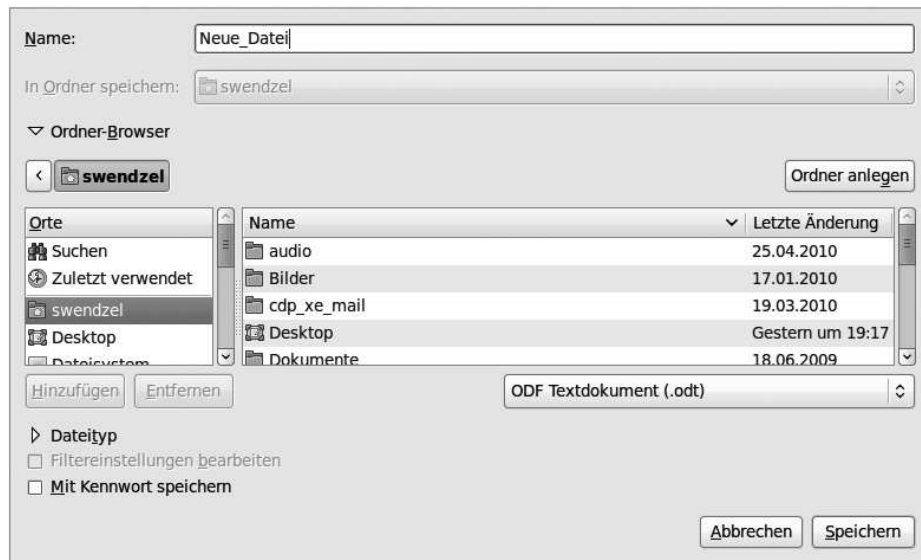 Name: Neue_Datei
In Ordner speichern: swendzel
Ordner-Browser
< swendzel Ordner anlegen
Orte Name Letzte Änderung
Suchen audio 25.04.2010
Zuletzt verwendet Bilder 17.01.2010
swendzel cdp_xe_mail 19.03.2010
Desktop Desktop Gestern um 19:17
Dateisystem Dokumente 18.06.2009
Hinzufügen Entfernen ODF Textdokument (.odt)
Dateityp
Filtereinstellungen bearbeiten
Mit Kennwort speichern
Abbrechen Speichern